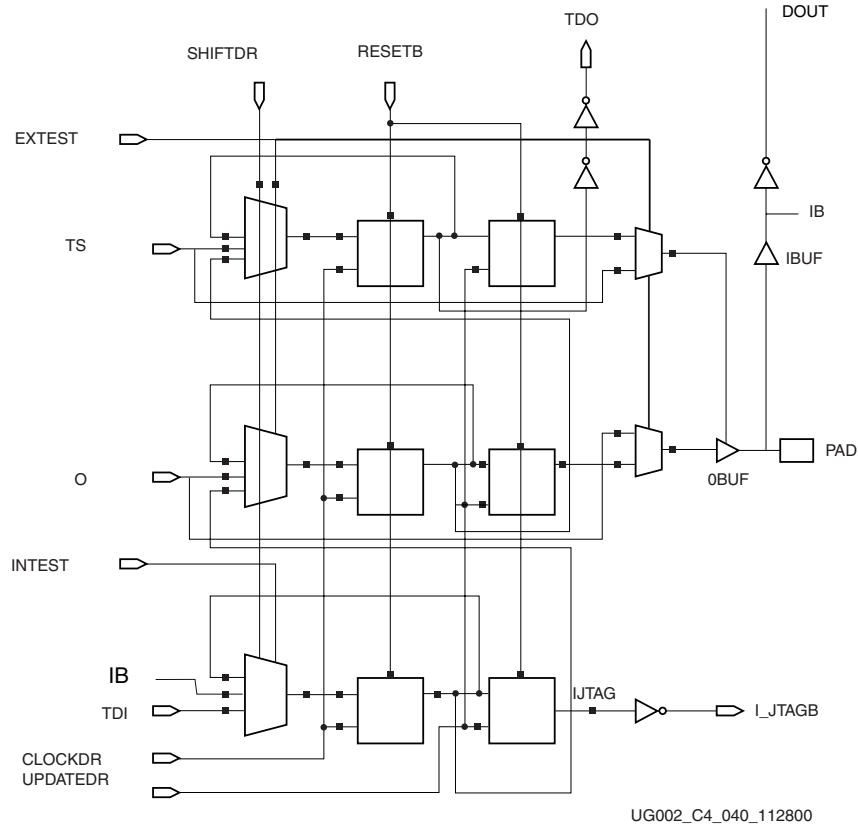 DOUT
TDO
SHIFTDR
RESETB
EXTEST
IB
TS
IBUF
PAD
O
0BUF
INTEST
IB
IJTAG
TDI
I_JTAGB
CLOCKDR
UPDATEDR
UG002_C4_040_112800